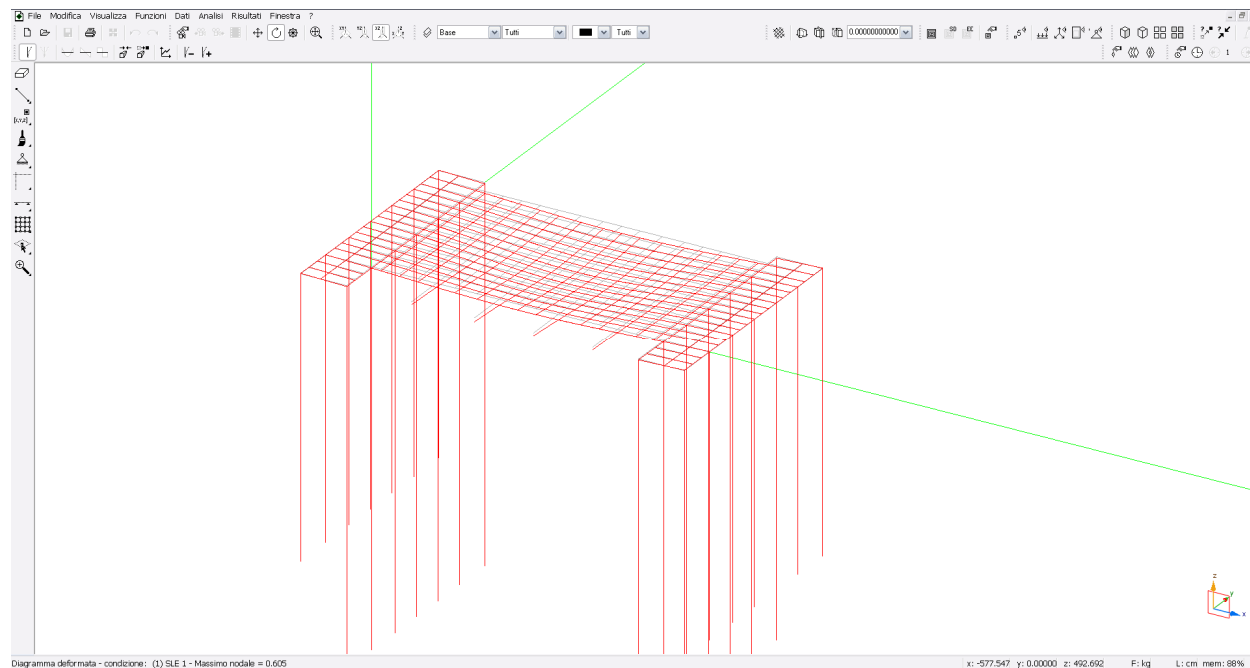 File Modifica Visualizza Funzioni Dati Analisi Risultati Finestra ?
Base Tutti Tutti 0.00000000000
1
[X,Y,Z]
z
y
x
Diagramma deformata - condizione: (1) SLE 1 - Massimo nodale = 0.605
x: -577.547 y: 0.00000 z: 492.692 F: kg L: cm mem: 88%